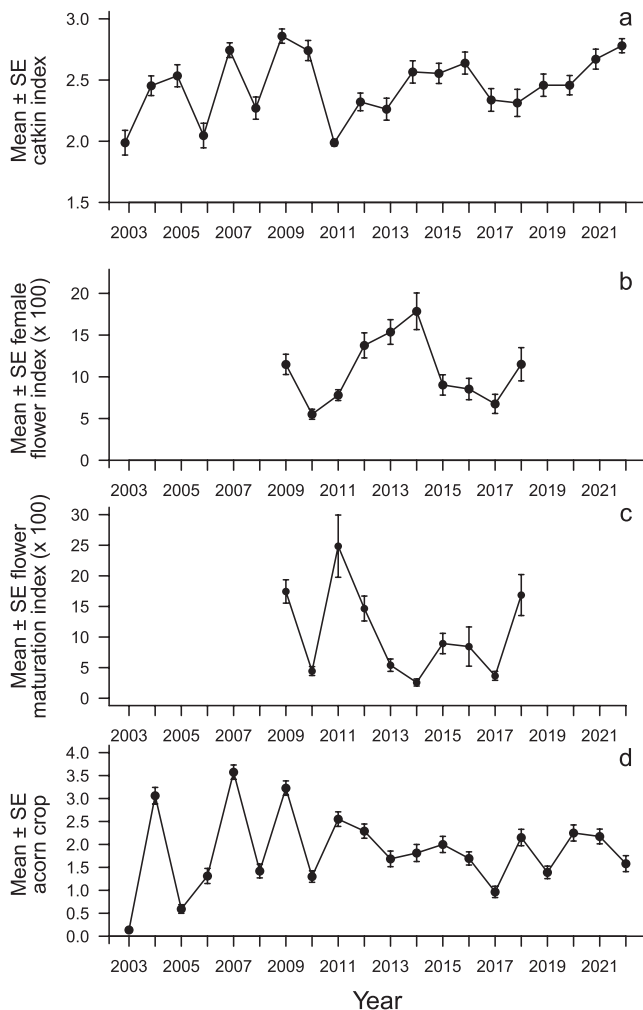 a
Mean ± SE
catkin index
3.0
2.5
2.0
1.5
2003 2005 2007 2009 2011 2013 2015 2017 2019 2021
b
Mean ± SE female
flower index (x 100)
20
15
10
5
0
2003 2005 2007 2009 2011 2013 2015 2017 2019 2021
c
Mean ± SE flower
maturation index (x 100)
30
25
20
15
10
5
0
2003 2005 2007 2009 2011 2013 2015 2017 2019 2021
d
Mean ± SE
acorn crop
4.0
3.5
3.0
2.5
2.0
1.5
1.0
0.5
0.0
2003 2005 2007 2009 2011 2013 2015 2017 2019 2021
Year